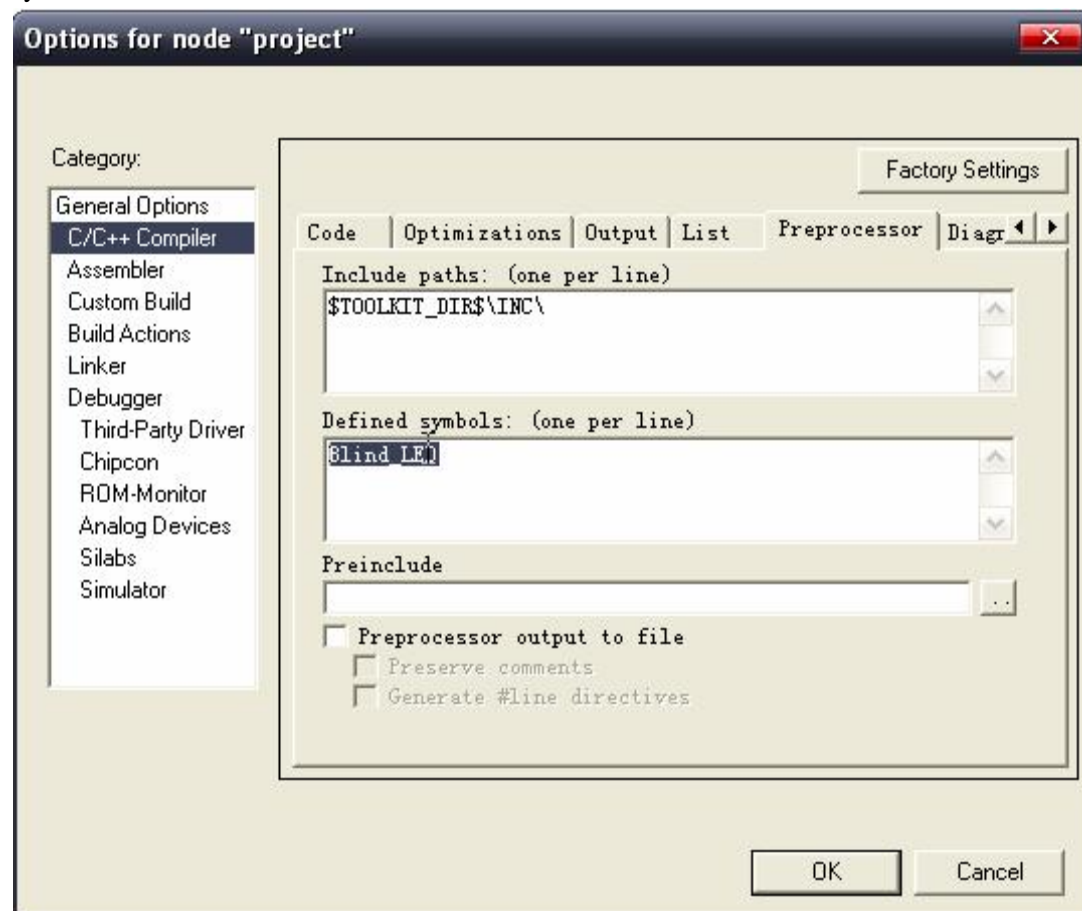 Options for node "project"
Category:
General Options
C/C++ Compiler
Assembler
Custom Build
Build Actions
Linker
Debugger
Third-Party Driver
Chipcon
ROM-Monitor
Analog Devices
Silabs
Simulator
Factory Settings
Code Optimizations Output List Preprocessor Diagr
Include paths: (one per line)
$TOOLKIT_DIR$\INC\
Defined symbols: (one per line)
Blind_LED
Preinclude
..
Preprocessor output to file
Preserve comments
Generate #line directives
OK Cancel